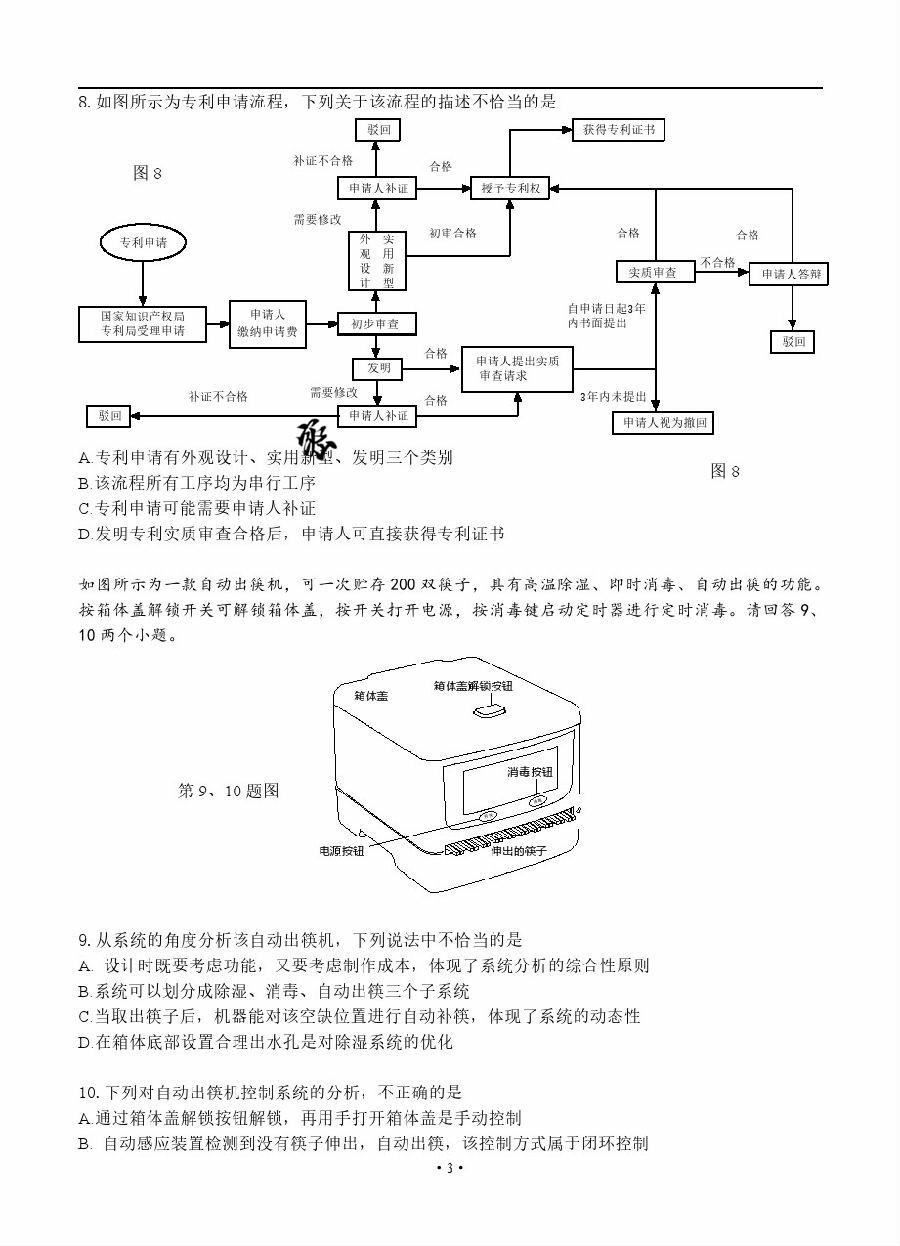 8. 如图所示为专利申请流程，下列关于该流程的描述不恰当的是
驳回
获得专利证书
图 8
补证不合格
合格
申请人补证
授予专利权
需要修改
外观设计
实用新型
初审合格
合格
合格
专利申请
实质审查
不合格
申请人答辩
国家知识产权局
专利局受理申请
申请人
缴纳申请费
初步审查
自申请日起3年
内书面提出
驳回
发明
合格
申请人提出实质
审查请求
补证不合格
需要修改
3年内未提出
驳回
申请人补证
合格
申请人视为撤回
A.专利申请有外观设计、实用新型、发明三个类别
图 8
B.该流程所有工序均为串行工序
C.专利申请可能需要申请人补证
D.发明专利实质审查合格后，申请人可直接获得专利证书
如图所示为一款自动出筷机，可一次贮存 200 双筷子，具有高温除湿、即时消毒、自动出筷的功能。
按箱体盖解锁开关可解锁箱体盖，按开关打开电源，按消毒键启动定时器进行定时消毒。请回答 9、
10 两个小题。
箱体盖
箱体盖解锁按钮
消毒按钮
第 9、10 题图
电源按钮
伸出的筷子
9. 从系统的角度分析该自动出筷机，下列说法中不恰当的是
A. 设计时既要考虑功能，又要考虑制作成本，体现了系统分析的综合性原则
B.系统可以划分成除湿、消毒、自动出筷三个子系统
C.当取出筷子后，机器能对该空缺位置进行自动补筷，体现了系统的动态性
D.在箱体底部设置合理出水孔是对除湿系统的优化
10. 下列对自动出筷机控制系统的分析，不正确的是
A.通过箱体盖解锁按钮解锁，再用手打开箱体盖是手动控制
B. 自动感应装置检测到没有筷子伸出，自动出筷，该控制方式属于闭环控制
· 3 ·